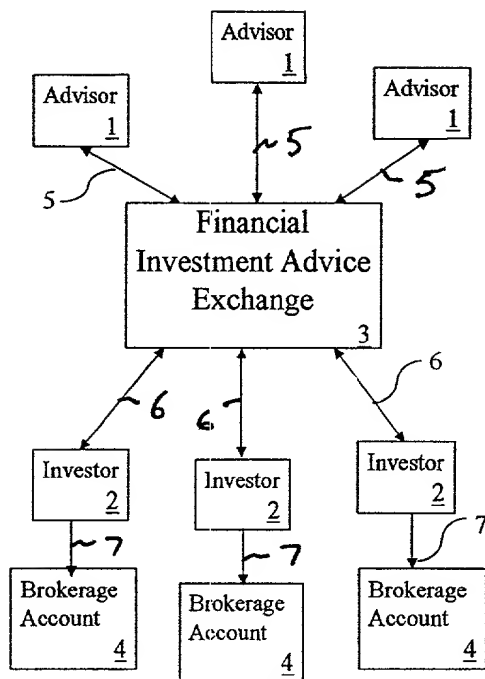 Advisor
1
Advisor
1
Advisor
1
5
5
5
Financial
Investment Advice
Exchange
3
6
6
6
Investor
2
Investor
2
Investor
2
7
7
7
Brokerage
Account
4
Brokerage
Account
4
Brokerage
Account
4